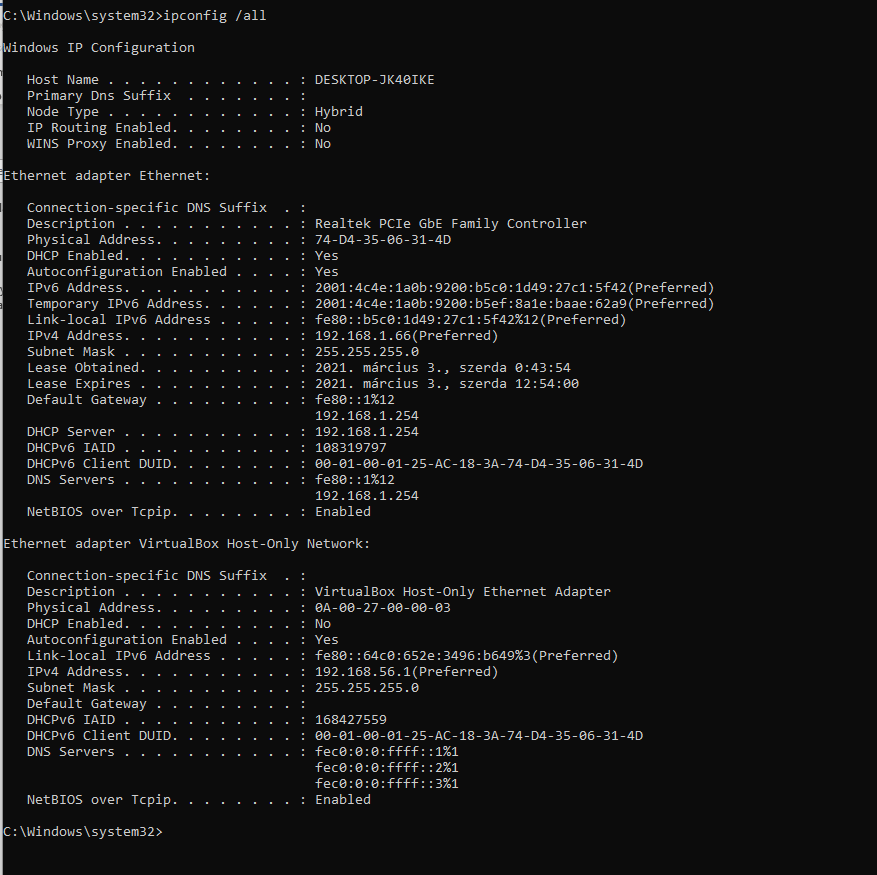 C:\Windows\system32>ipconfig /all
Windows IP Configuration
Host Name . . . . . . . . . . . . : DESKTOP-JK40IKE
Primary Dns Suffix  . . . . . . . :
Node Type . . . . . . . . . . . . : Hybrid
IP Routing Enabled. . . . . . . . : No
WINS Proxy Enabled. . . . . . . . : No
Ethernet adapter Ethernet:
Connection-specific DNS Suffix  . :
Description . . . . . . . . . . . : Realtek PCIe GbE Family Controller
Physical Address. . . . . . . . . : 74-D4-35-06-31-4D
DHCP Enabled. . . . . . . . . . . : Yes
Autoconfiguration Enabled . . . . : Yes
IPv6 Address. . . . . . . . . . . : 2001:4c4e:1a0b:9200:b5c0:1d49:27c1:5f42(Preferred)
Temporary IPv6 Address. . . . . . : 2001:4c4e:1a0b:9200:b5ef:8a1e:baae:62a9(Preferred)
Link-local IPv6 Address . . . . . : fe80::b5c0:1d49:27c1:5f42%12(Preferred)
IPv4 Address. . . . . . . . . . . : 192.168.1.66(Preferred)
Subnet Mask . . . . . . . . . . . : 255.255.255.0
Lease Obtained. . . . . . . . . . : 2021. március 3., szerda 0:43:54
Lease Expires . . . . . . . . . . : 2021. március 3., szerda 12:54:00
Default Gateway . . . . . . . . . : fe80::1%12
192.168.1.254
DHCP Server . . . . . . . . . . . : 192.168.1.254
DHCPv6 IAID . . . . . . . . . . . : 108319797
DHCPv6 Client DUID. . . . . . . . : 00-01-00-01-25-AC-18-3A-74-D4-35-06-31-4D
DNS Servers . . . . . . . . . . . : fe80::1%12
192.168.1.254
NetBIOS over Tcpip. . . . . . . . : Enabled
Ethernet adapter VirtualBox Host-Only Network:
Connection-specific DNS Suffix  . :
Description . . . . . . . . . . . : VirtualBox Host-Only Ethernet Adapter
Physical Address. . . . . . . . . : 0A-00-27-00-00-03
DHCP Enabled. . . . . . . . . . . : No
Autoconfiguration Enabled . . . . : Yes
Link-local IPv6 Address . . . . . : fe80::64c0:652e:3496:b649%3(Preferred)
IPv4 Address. . . . . . . . . . . : 192.168.56.1(Preferred)
Subnet Mask . . . . . . . . . . . : 255.255.255.0
Default Gateway . . . . . . . . . :
DHCPv6 IAID . . . . . . . . . . . : 168427559
DHCPv6 Client DUID. . . . . . . . : 00-01-00-01-25-AC-18-3A-74-D4-35-06-31-4D
DNS Servers . . . . . . . . . . . : fec0:0:0:ffff::1%1
fec0:0:0:ffff::2%1
fec0:0:0:ffff::3%1
NetBIOS over Tcpip. . . . . . . . : Enabled
C:\Windows\system32>